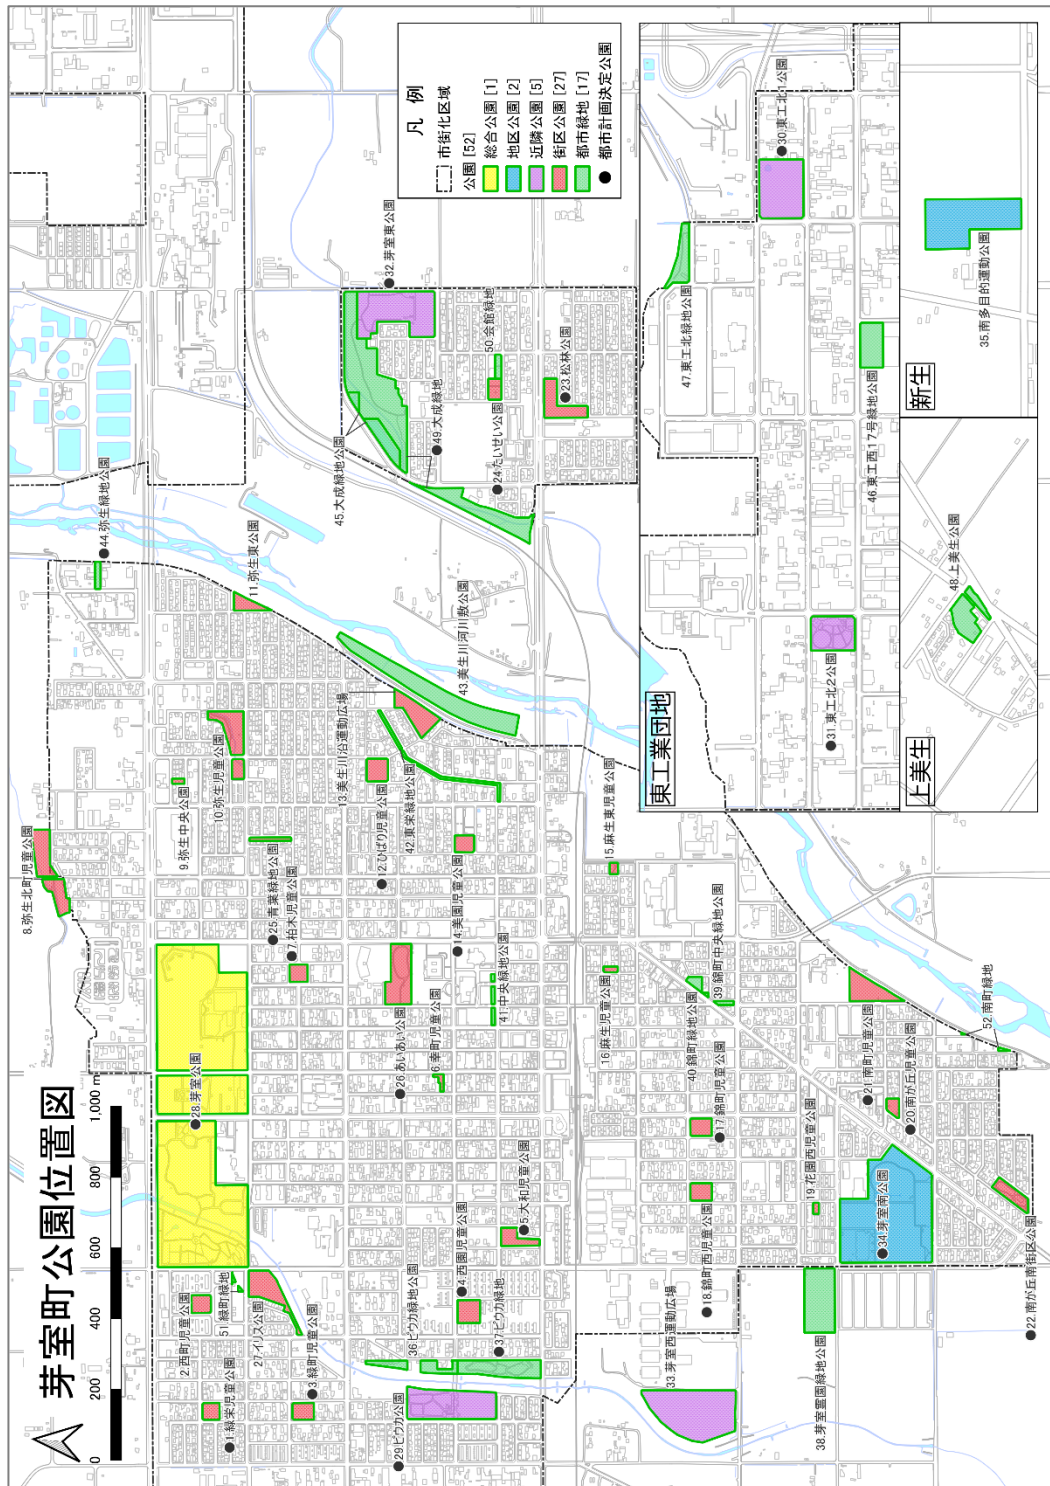 芽室町公園位置図
0 200 400 600 800 1,000 m
凡 例
市街化区域
公園 [52]
総合公園 [1]
地区公園 [2]
近隣公園 [5]
街区公園 [27]
都市緑地 [17]
都市計画決定公園
1.緑栄児童公園
2.西町児童公園
3.緑町児童公園
4.西園児童公園
5.大和児童公園
6.幸町児童公園
7.柏木児童公園
8.弥生北町児童公園
9.弥生中央公園
10.弥生児童公園
11.弥生東公園
12.ひばり児童公園
13.美生川沿運動広場
14.美園児童公園
15.麻生東児童公園
16.麻生児童公園
17.錦町児童公園
18.錦町西児童公園
19.花園西児童公園
20.南が丘児童公園
21.南町児童公園
22.南が丘南街区公園
23.松林公園
24.たいせい公園
25.青葉緑地公園
26.あいあい公園
27.イリス公園
28.芽室公園
29.ピウカ公園
30.東工北1公園
31.東工北2公園
32.芽室東公園
33.芽室西運動広場
34.芽室南公園
35.南多目的運動公園
36.ピウカ緑地公園
37.ピウカ緑地
38.芽室霊園緑地公園
39.錦町中央緑地公園
40.錦町緑地公園
41.中央緑地公園
42.東栄緑地公園
43.美生川河川敷公園
44.弥生緑地公園
45.大成緑地公園
46.東工西17号緑地公園
47.東工北緑地公園
48.上美生公園
49.大成緑地
50.会館緑地
51.緑町緑地
52.南町緑地
東工業団地
上美生
新生